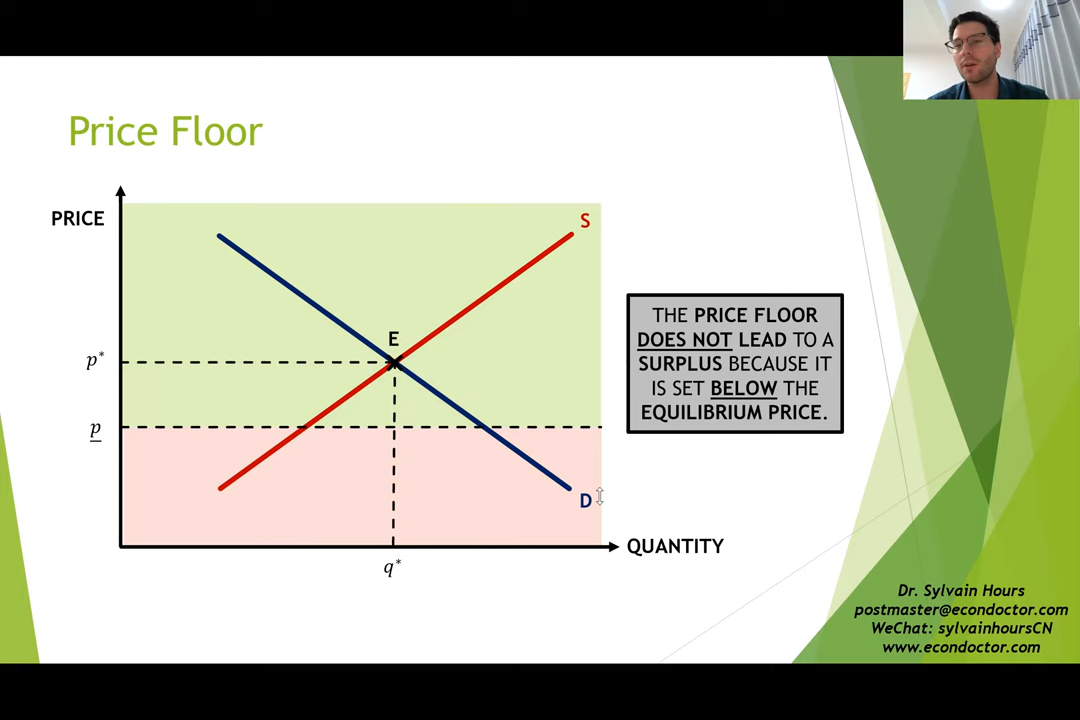 Price Floor
PRICE
S
E
p*
p
D
q*
QUANTITY
THE PRICE FLOOR
DOES NOT LEAD TO A
SURPLUS BECAUSE IT
IS SET BELOW THE
EQUILIBRIUM PRICE.
Dr. Sylvain Hours
postmaster@econdoctor.com
WeChat: sylvainhoursCN
www.econdoctor.com